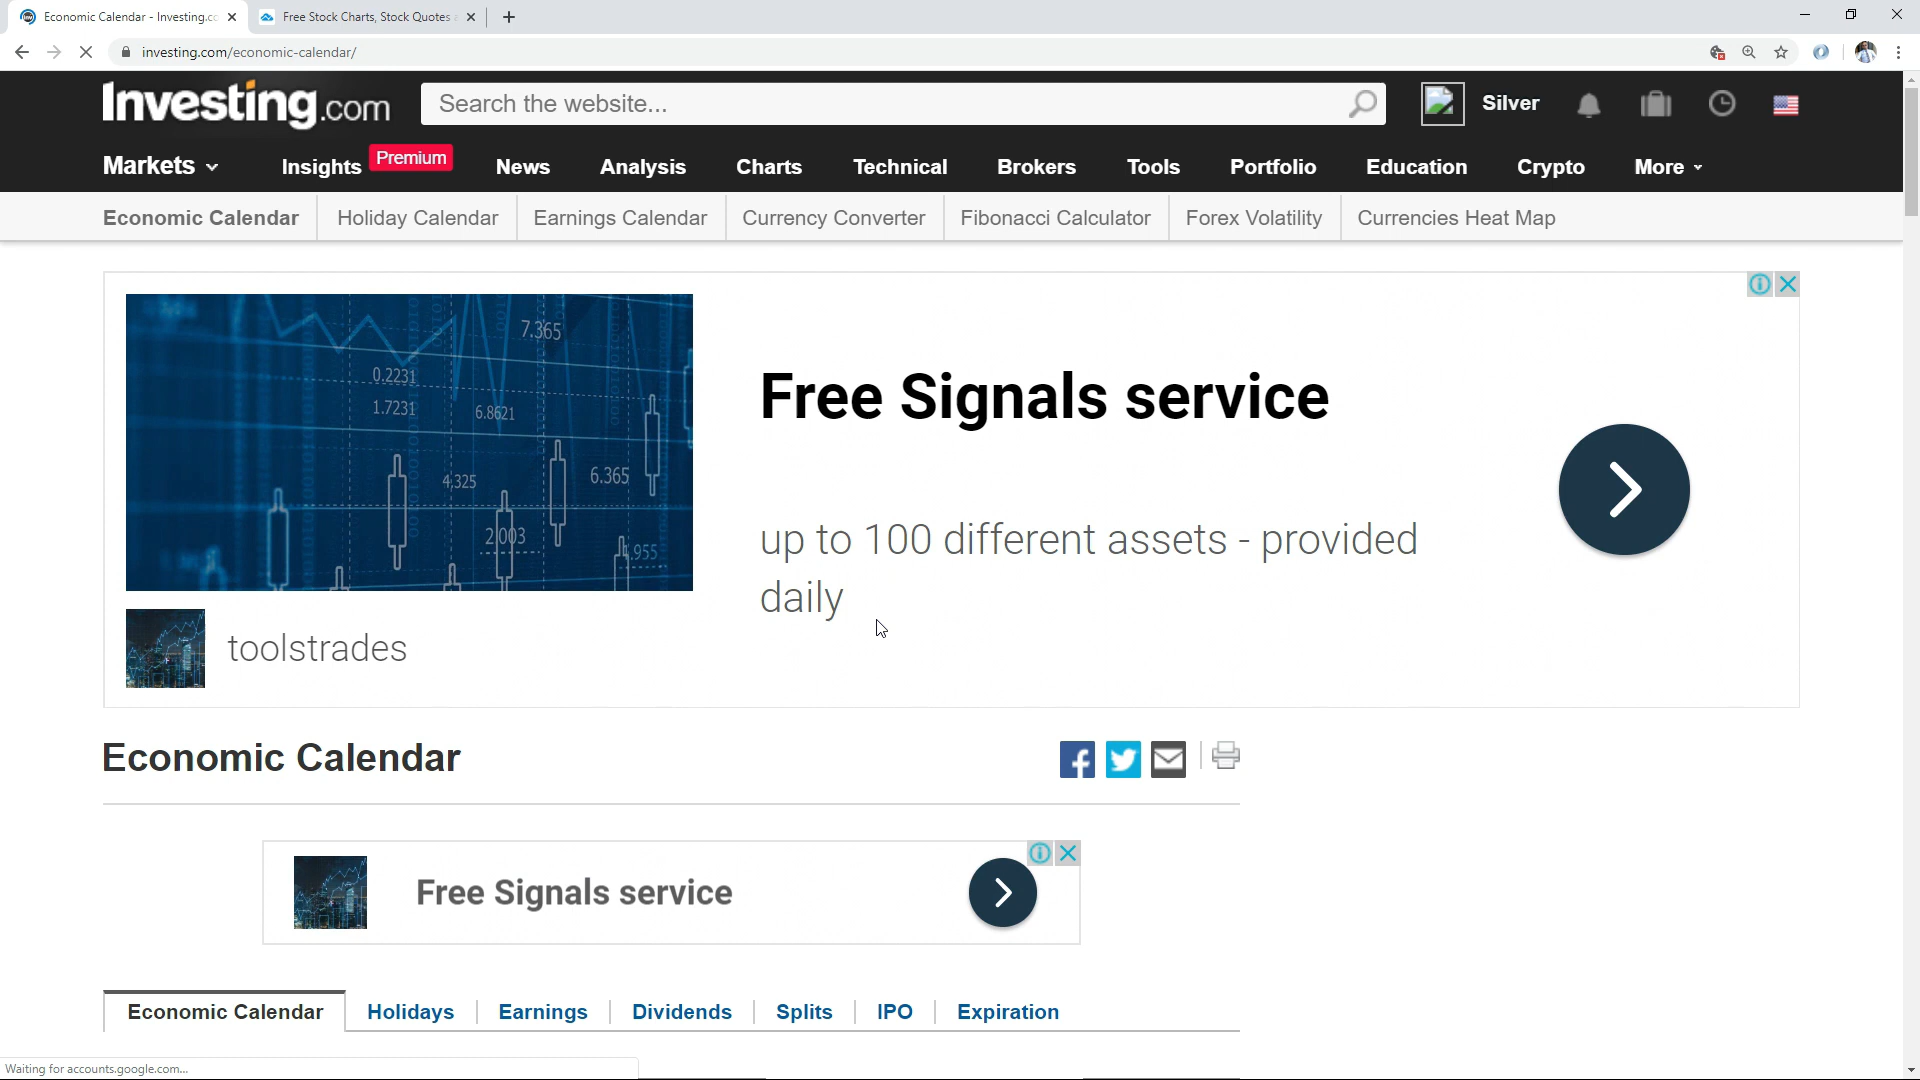 Economic Calendar - Investing.co
Free Stock Charts, Stock Quotes a
investing.com/economic-calendar/
Investing.com
Search the website...
Silver
Markets
Insights
Premium
News
Analysis
Charts
Technical
Brokers
Tools
Portfolio
Education
Crypto
More
Economic Calendar
Holiday Calendar
Earnings Calendar
Currency Converter
Fibonacci Calculator
Forex Volatility
Currencies Heat Map
7.365
0.2231
1.7231
6.8621
4.325
6.365
2.003
.955
Free Signals service
up to 100 different assets - provided
daily
toolstrades
Economic Calendar
Free Signals service
Economic Calendar
Holidays
Earnings
Dividends
Splits
IPO
Expiration
Waiting for accounts.google.com...